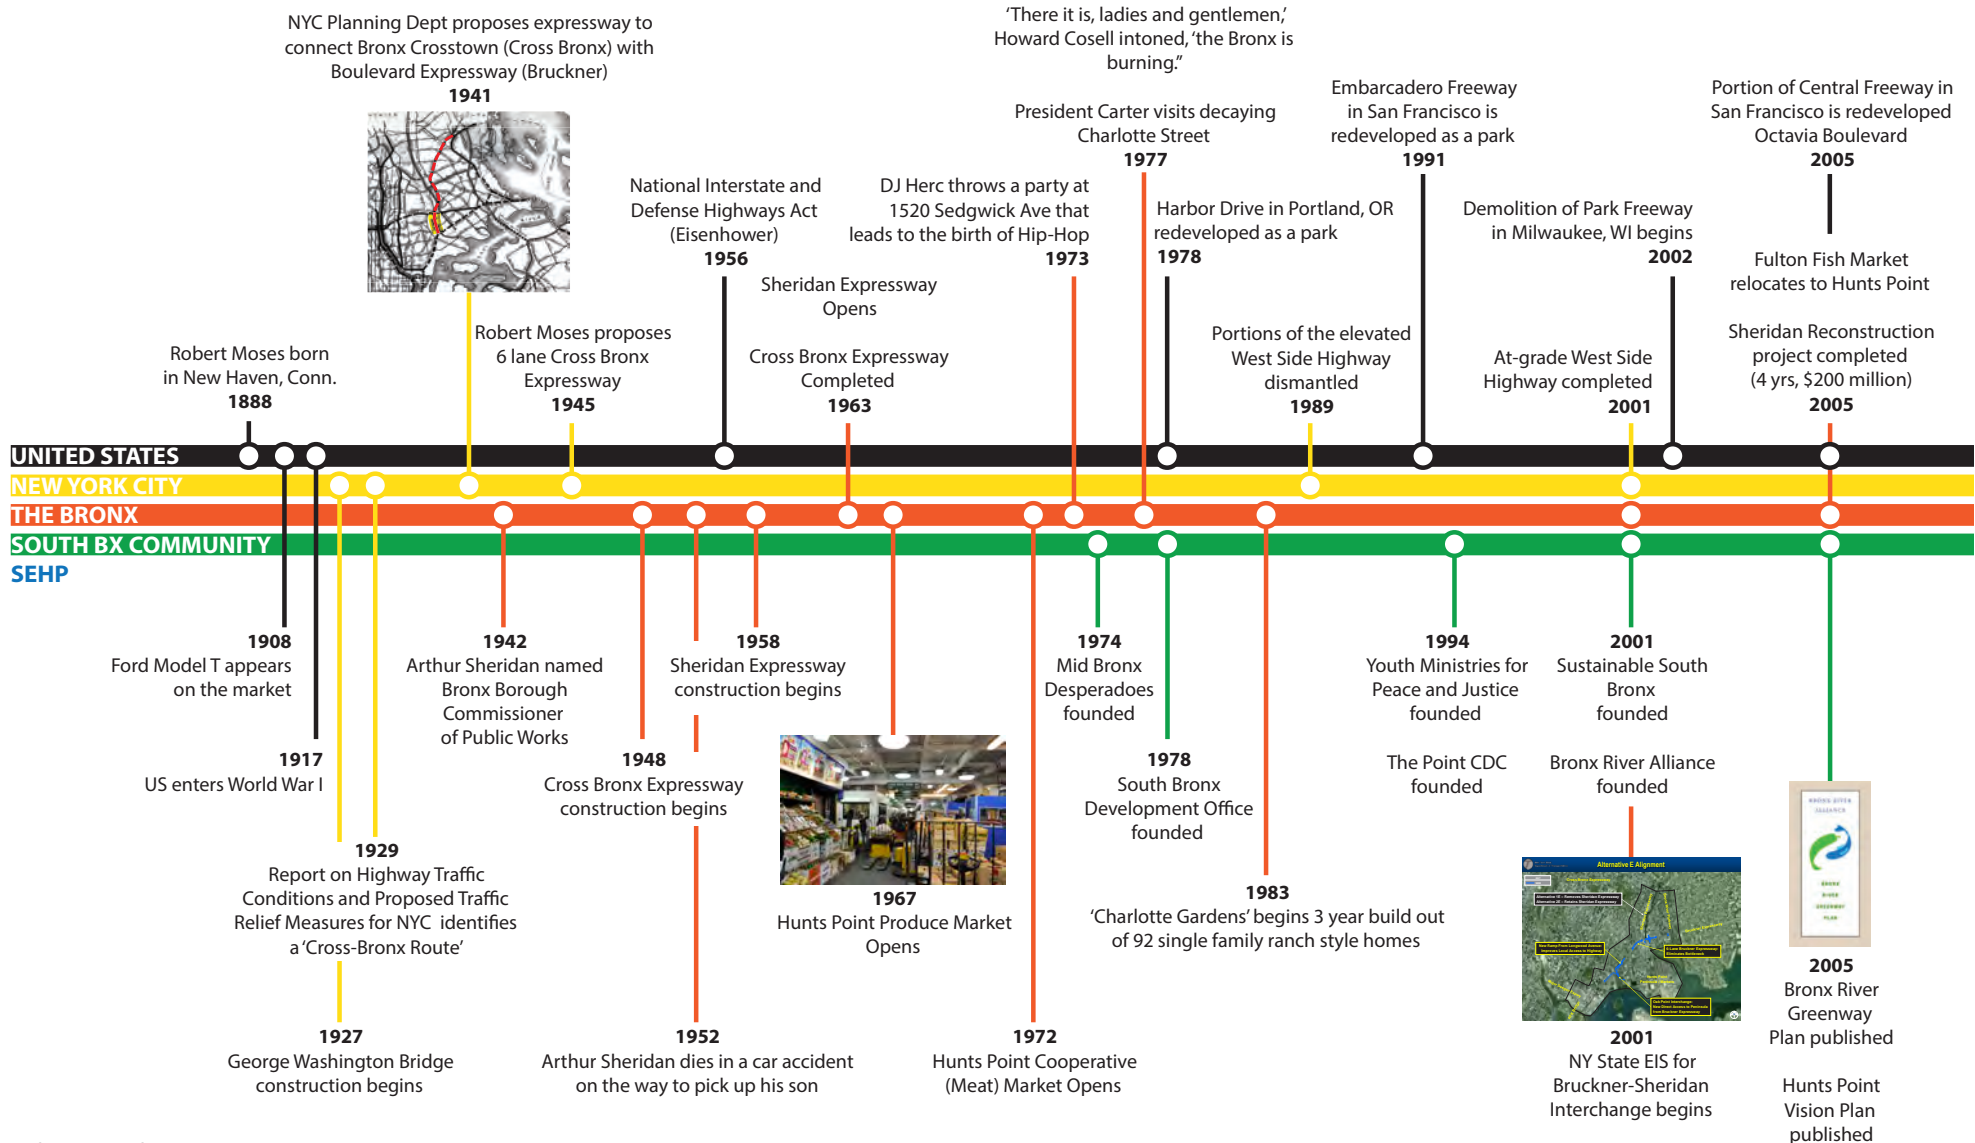 NYC Planning Dept proposes expressway to
connect Bronx Crosstown (Cross Bronx) with
Boulevard Expressway (Bruckner)
1941
'There it is, ladies and gentlemen,'
Howard Cosell intoned, 'the Bronx is
burning."
President Carter visits decaying
Charlotte Street
1977
Embarcadero Freeway
in San Francisco is
redeveloped as a park
1991
Portion of Central Freeway in
San Francisco is redeveloped
Octavia Boulevard
2005
National Interstate and
Defense Highways Act
(Eisenhower)
1956
DJ Herc throws a party at
1520 Sedgwick Ave that
leads to the birth of Hip-Hop
1973
Harbor Drive in Portland, OR
redeveloped as a park
1978
Demolition of Park Freeway
in Milwaukee, WI begins
2002
Fulton Fish Market
relocates to Hunts Point
Sheridan Expressway
Opens
Robert Moses born
in New Haven, Conn.
1888
Robert Moses proposes
6 lane Cross Bronx
Expressway
1945
Cross Bronx Expressway
Completed
1963
Portions of the elevated
West Side Highway
dismantled
1989
At-grade West Side
Highway completed
2001
Sheridan Reconstruction
project completed
(4 yrs, $200 million)
2005
UNITED STATES
NEW YORK CITY
THE BRONX
SOUTH BX COMMUNITY
SEHP
1908
Ford Model T appears
on the market
1917
US enters World War I
1929
Report on Highway Traffic
Conditions and Proposed Traffic
Relief Measures for NYC identifies
a 'Cross-Bronx Route'
1927
George Washington Bridge
construction begins
1942
Arthur Sheridan named
Bronx Borough
Commissioner
of Public Works
1948
Cross Bronx Expressway
construction begins
1958
Sheridan Expressway
construction begins
1952
Arthur Sheridan dies in a car accident
on the way to pick up his son
1967
Hunts Point Produce Market
Opens
1972
Hunts Point Cooperative
(Meat) Market Opens
1974
Mid Bronx
Desperadoes
founded
1978
South Bronx
Development Office
founded
1983
'Charlotte Gardens' begins 3 year build out
of 92 single family ranch style homes
1994
Youth Ministries for
Peace and Justice
founded
The Point CDC
founded
2001
Sustainable South
Bronx
founded
Bronx River Alliance
founded
Alternative E Alignment
2001
NY State EIS for
Bruckner-Sheridan
Interchange begins
BRONX RIVER
ALLIANCE
BRONX
RIVER
GREENWAY
PLAN
2005
Bronx River
Greenway
Plan published
Hunts Point
Vision Plan
published